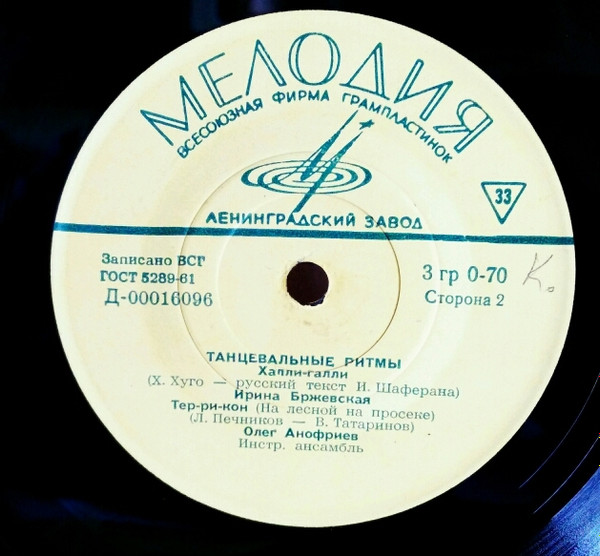 МЕЛОДИЯ
ВСЕСОЮЗНАЯ ФИРМА ГРАМПЛАСТИНОК
33
ЛЕНИНГРАДСКИЙ ЗАВОД
Записано ВСГ
ГОСТ 5289-61
Д-00016096
3 гр 0-70
К.
Сторона 2
ТАНЦЕВАЛЬНЫЕ РИТМЫ
Халли-галли
(Х. Хуго — русский текст И. Шаферана)
Ирина Бржевская
Тер-ри-кон (На лесной на просеке)
(Л. Печников — В. Татаринов)
Олег Анофриев
Инстр. ансамбль